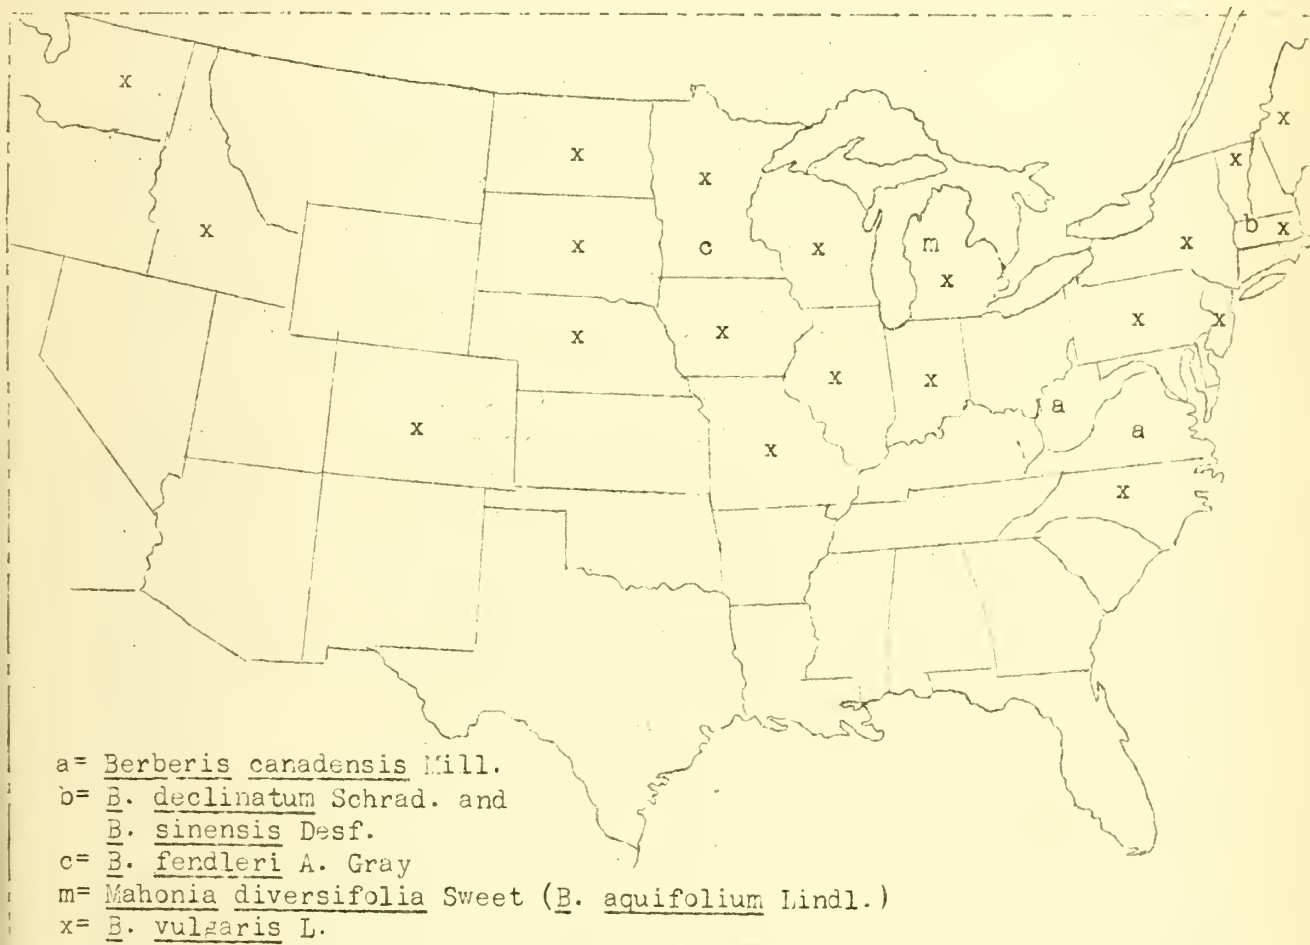 x
x
x
x
x
x
c
x
m
x
x
b
x
x
x
x
x
x
x
x
x
x
a
a
x
x
x
a= Berberis canadensis Mill.
b= B. declinatum Schrad. and
B. sinensis Desf.
c= B. fendleri A. Gray
m= Mahonia diversifolia Sweet (B. aquifolium Lindl.)
x= B. vulgaris L.